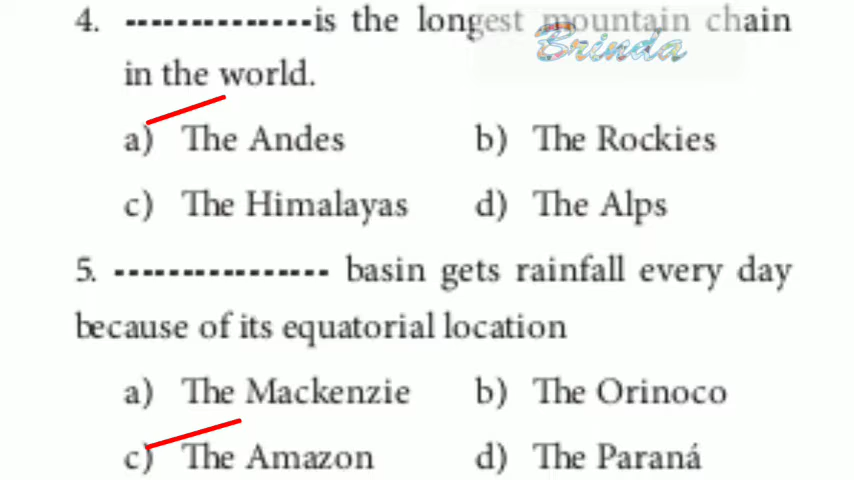 4. ---------------is the longest mountain chain
Brinda
in the world.
a) The Andes b) The Rockies
c) The Himalayas d) The Alps
5. ----------------- basin gets rainfall every day
because of its equatorial location
a) The Mackenzie b) The Orinoco
c) The Amazon d) The Paraná